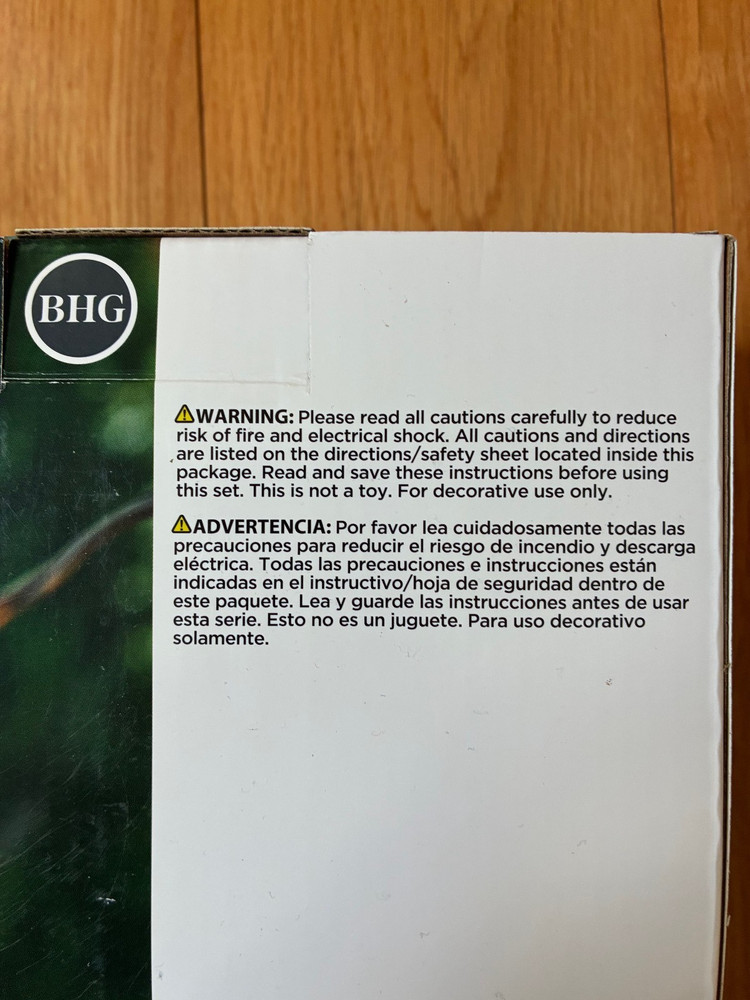 BHG
WARNING: Please read all cautions carefully to reduce
risk of fire and electrical shock. All cautions and directions
are listed on the directions/safety sheet located inside this
package. Read and save these instructions before using
this set. This is not a toy. For decorative use only.
ADVERTENCIA: Por favor lea cuidadosamente todas las
precauciones para reducir el riesgo de incendio y descarga
eléctrica. Todas las precauciones e instrucciones están
indicadas en el instructivo/hoja de seguridad dentro de
este paquete. Lea y guarde las instrucciones antes de usar
esta serie. Esto no es un juguete. Para uso decorativo
solamente.